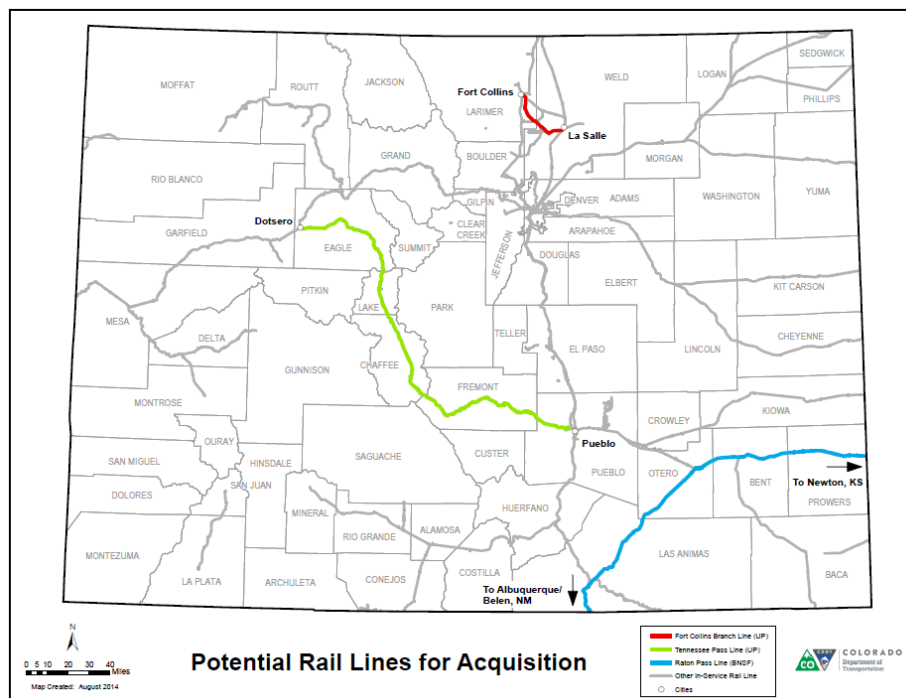 SEDGWICK
LOGAN
MOFFAT
ROUTT
JACKSON
Fort Collins
WELD
PHILLIPS
LARIMER
La Salle
GRAND
BOULDER
MORGAN
RIO BLANCO
WASHINGTON
YUMA
GILPIN
DENVER
ADAMS
Dotsero
GARFIELD
EAGLE
SUMMIT
CLEAR
CREEK
JEFFERSON
ARAPAHOE
DOUGLAS
PITKIN
ELBERT
KIT CARSON
LAKE
PARK
MESA
DELTA
TELLER
EL PASO
LINCOLN
CHEYENNE
GUNNISON
CHAFFEE
FREMONT
MONTROSE
CROWLEY
KIOWA
OURAY
Pueblo
SAN MIGUEL
HINSDALE
SAGUACHE
CUSTER
PUEBLO
OTERO
BENT
To Newton, KS
PROWERS
DOLORES
SAN JUAN
MINERAL
HUERFANO
RIO GRANDE
ALAMOSA
LAS ANIMAS
MONTEZUMA
LA PLATA
ARCHULETA
CONEJOS
COSTILLA
BACA
To Albuquerque/
Belen, NM
N
0 5 10 20 30 40
Miles
Map Created: August 2014
Potential Rail Lines for Acquisition
Fort Collins Branch Line (UP)
Tennessee Pass Line (UP)
Raton Pass Line (BNSF)
Other In-Service Rail Line
Cities
CO
COLORADO
Department of
Transportation